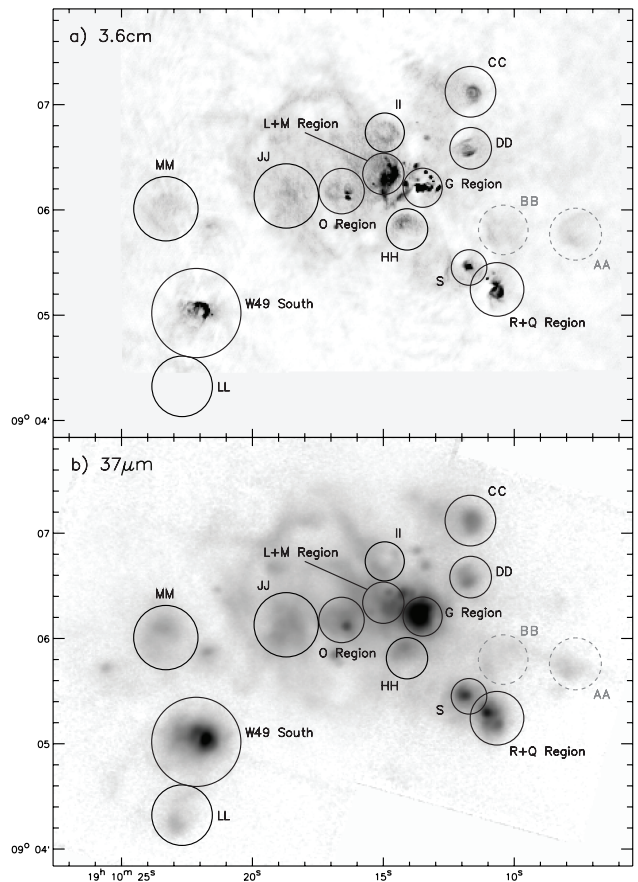 a) 3.6cm
CC
07
II
L+M Region
DD
JJ
MM
G Region
BB
06
O Region
HH
AA
S
W49 South
R+Q Region
05
LL
09° 04'
b) 37μm
CC
07
II
L+M Region
DD
JJ
MM
G Region
BB
06
O Region
HH
AA
S
W49 South
R+Q Region
05
LL
09° 04'
19ʰ 10ᵐ 25ˢ 20ˢ 15ˢ 10ˢ